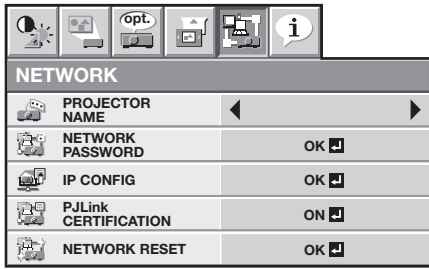 opt.
i
NETWORK
PROJECTOR
NAME
NETWORK
PASSWORD
OK
IP CONFIG
OK
PJLink
CERTIFICATION
ON
NETWORK RESET
OK